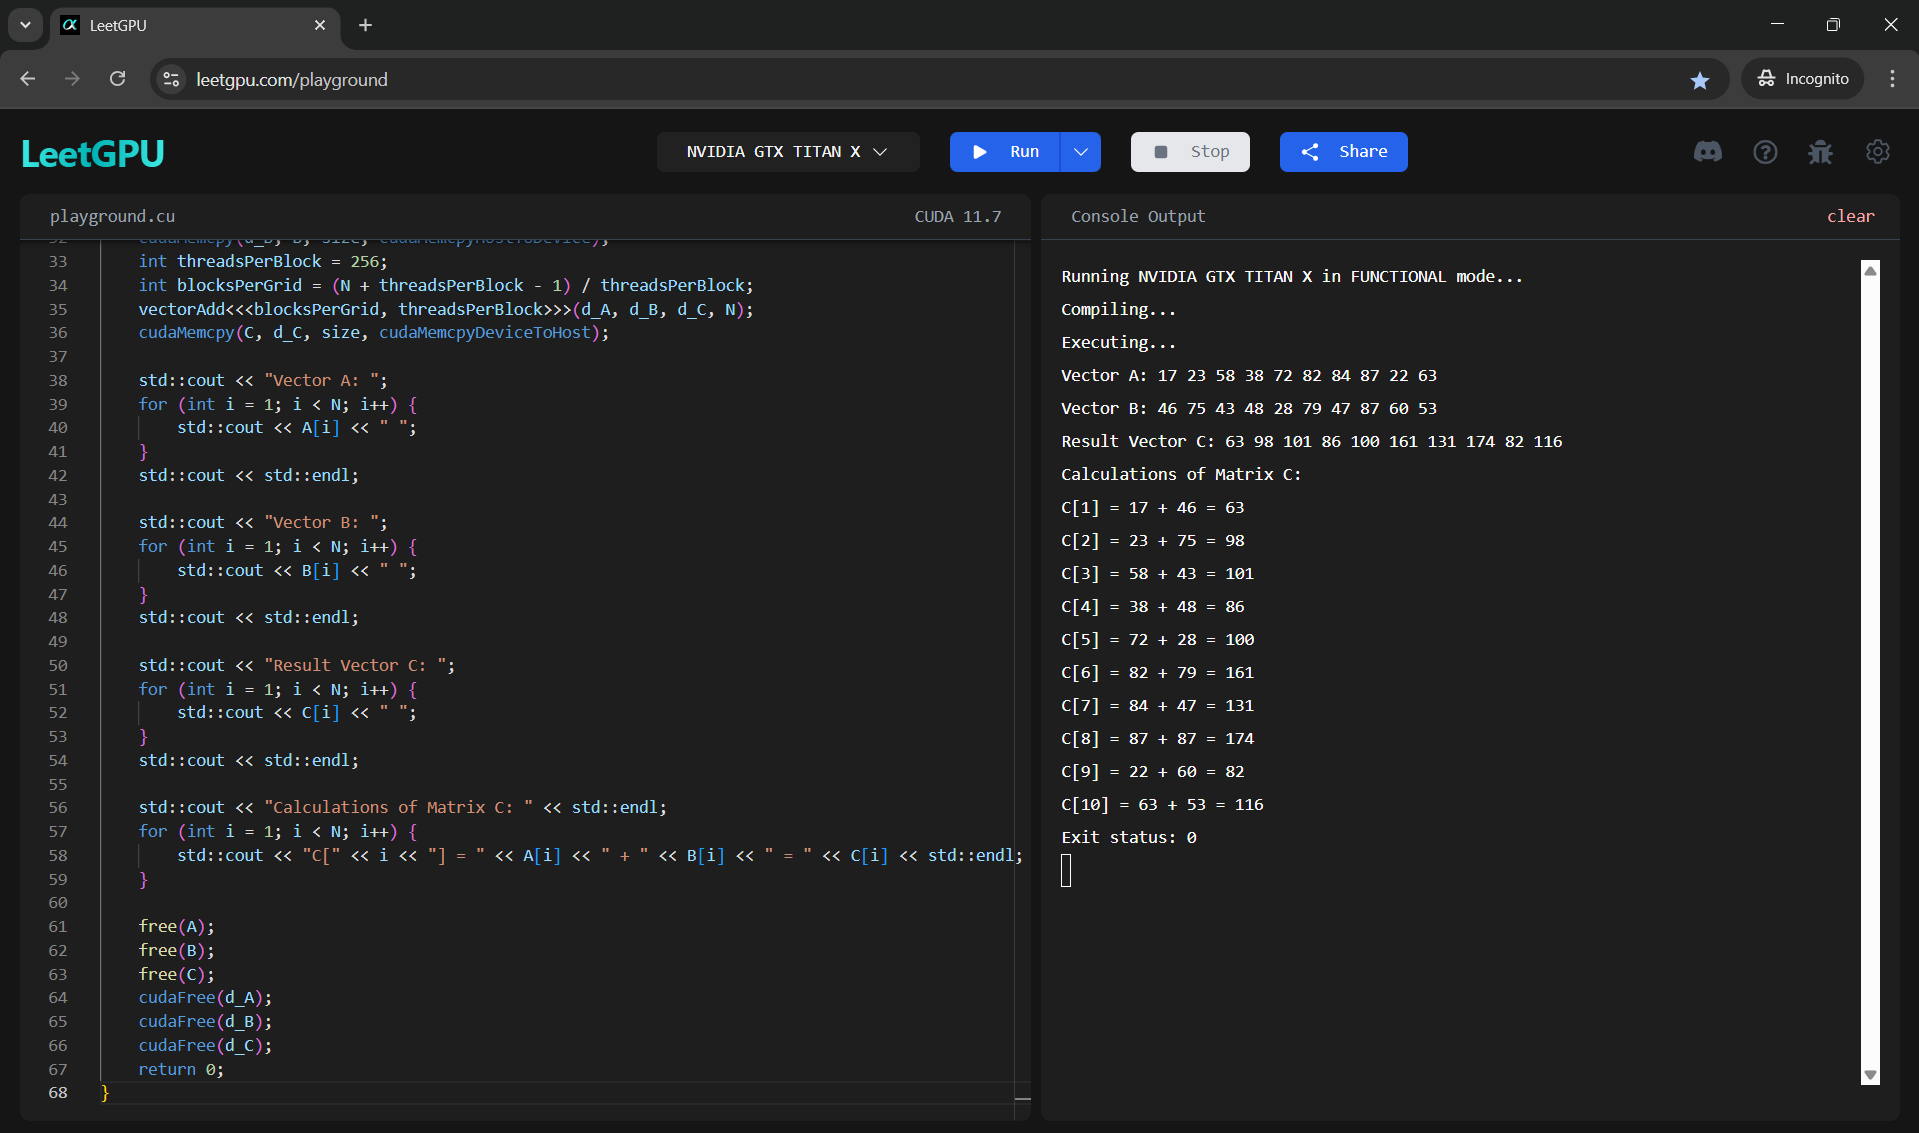 LeetGPU
leetgpu.com/playground
Incognito
LeetGPU
NVIDIA GTX TITAN X
Run
Stop
Share
playground.cu
CUDA 11.7
32 cudaMemcpy(d_B, B, size, cudaMemcpyHostToDevice);
33 int threadsPerBlock = 256;
34 int blocksPerGrid = (N + threadsPerBlock - 1) / threadsPerBlock;
35 vectorAdd<<<blocksPerGrid, threadsPerBlock>>>(d_A, d_B, d_C, N);
36 cudaMemcpy(C, d_C, size, cudaMemcpyDeviceToHost);
37
38 std::cout << "Vector A: ";
39 for (int i = 1; i < N; i++) {
40 std::cout << A[i] << " ";
41 }
42 std::cout << std::endl;
43
44 std::cout << "Vector B: ";
45 for (int i = 1; i < N; i++) {
46 std::cout << B[i] << " ";
47 }
48 std::cout << std::endl;
49
50 std::cout << "Result Vector C: ";
51 for (int i = 1; i < N; i++) {
52 std::cout << C[i] << " ";
53 }
54 std::cout << std::endl;
55
56 std::cout << "Calculations of Matrix C: " << std::endl;
57 for (int i = 1; i < N; i++) {
58 std::cout << "C[" << i << "] = " << A[i] << " + " << B[i] << " = " << C[i] << std::endl;
59 }
60
61 free(A);
62 free(B);
63 free(C);
64 cudaFree(d_A);
65 cudaFree(d_B);
66 cudaFree(d_C);
67 return 0;
68 }
Console Output
clear
Running NVIDIA GTX TITAN X in FUNCTIONAL mode...
Compiling...
Executing...
Vector A: 17 23 58 38 72 82 84 87 22 63
Vector B: 46 75 43 48 28 79 47 87 60 53
Result Vector C: 63 98 101 86 100 161 131 174 82 116
Calculations of Matrix C:
C[1] = 17 + 46 = 63
C[2] = 23 + 75 = 98
C[3] = 58 + 43 = 101
C[4] = 38 + 48 = 86
C[5] = 72 + 28 = 100
C[6] = 82 + 79 = 161
C[7] = 84 + 47 = 131
C[8] = 87 + 87 = 174
C[9] = 22 + 60 = 82
C[10] = 63 + 53 = 116
Exit status: 0